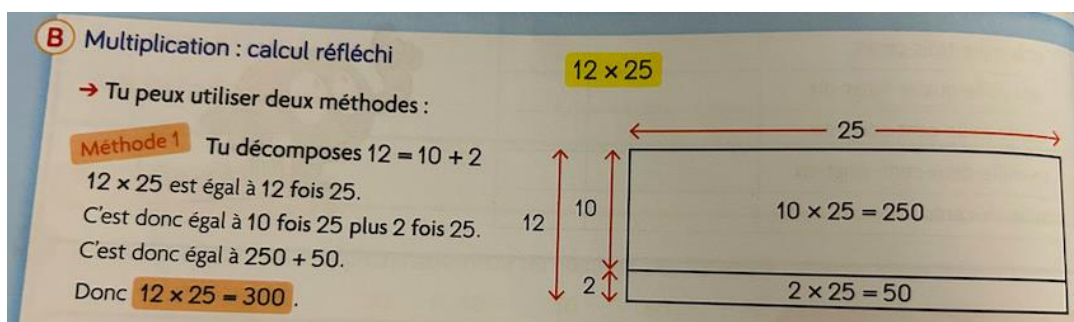 B Multiplication : calcul réfléchi
12 × 25
→ Tu peux utiliser deux méthodes :
Méthode 1 Tu décomposes 12 = 10 + 2
12 × 25 est égal à 12 fois 25.
C'est donc égal à 10 fois 25 plus 2 fois 25.
C'est donc égal à 250 + 50.
Donc 12 × 25 = 300 .
25
12
10
10 × 25 = 250
2
2 × 25 = 50